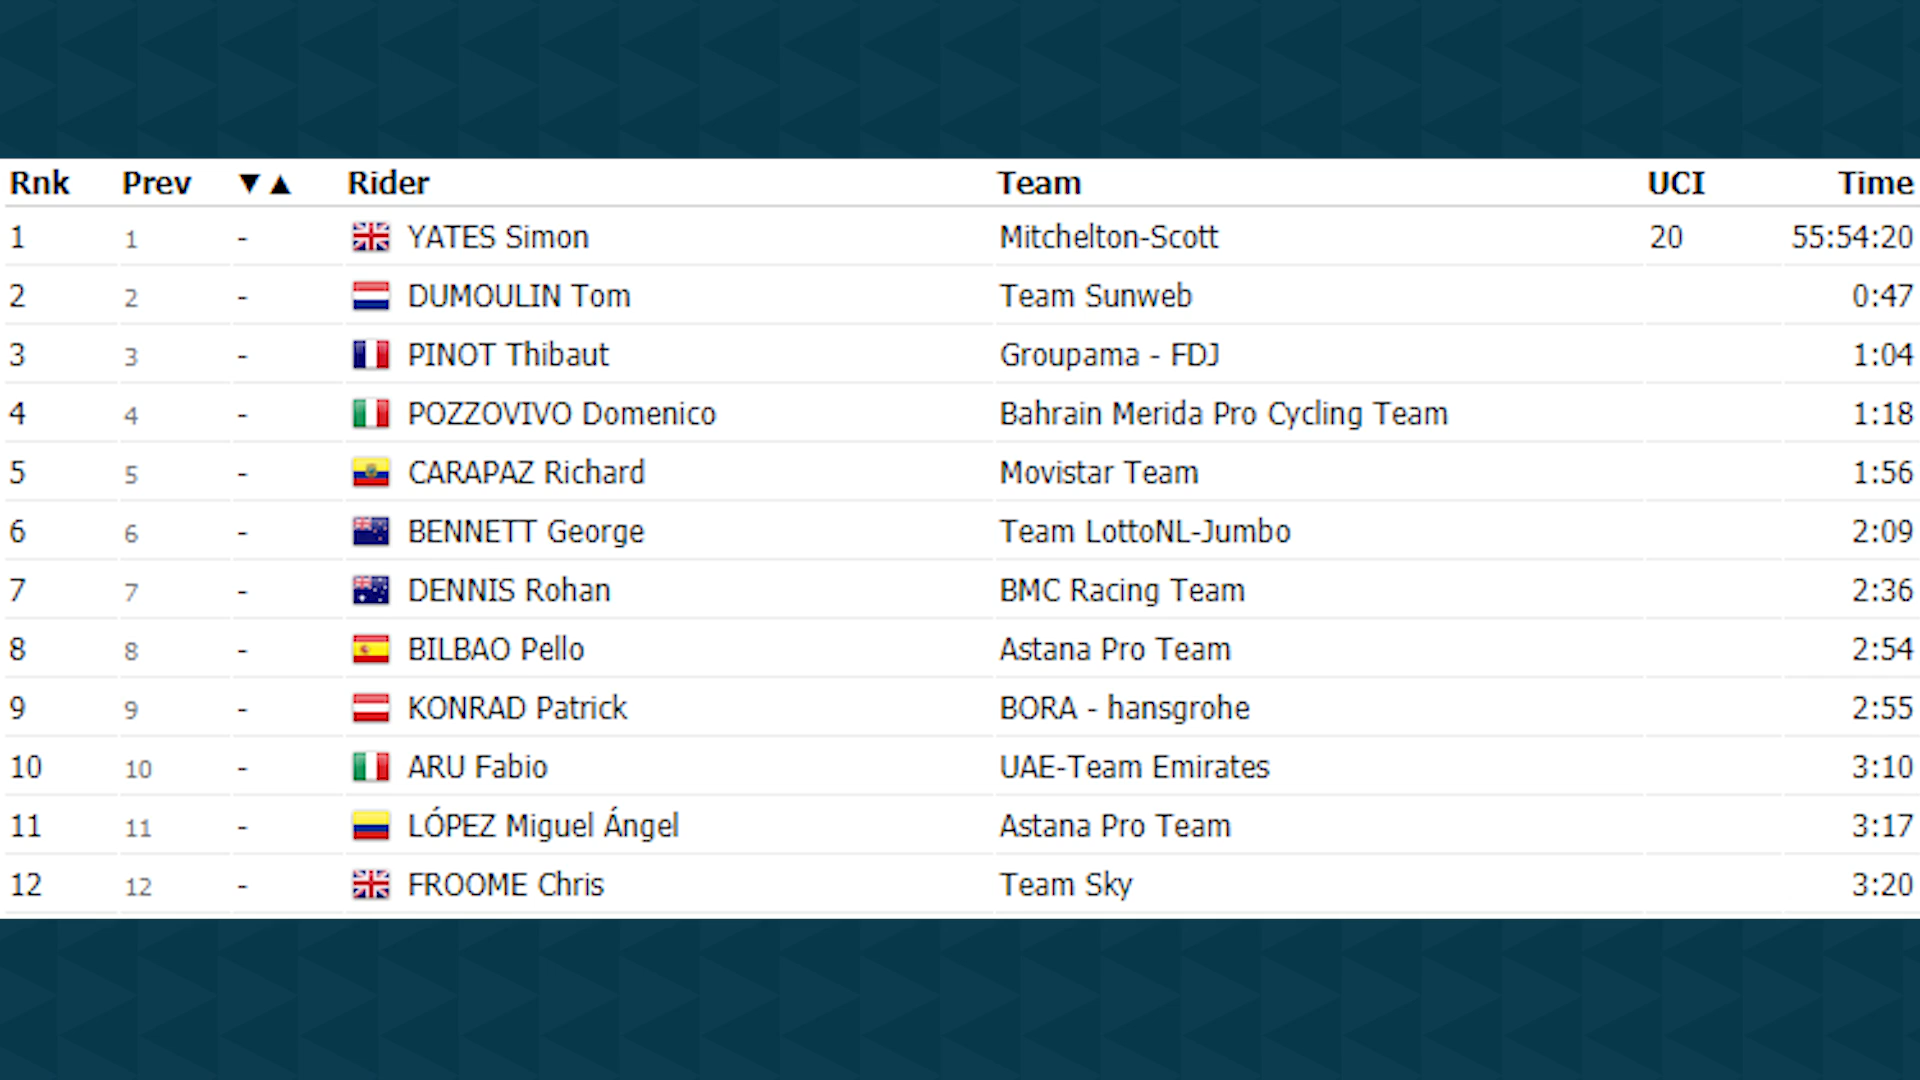 Rnk Prev ▼▲ Rider Team UCI Time
1 1 - YATES Simon Mitchelton-Scott 20 55:54:20
2 2 - DUMOULIN Tom Team Sunweb 0:47
3 3 - PINOT Thibaut Groupama - FDJ 1:04
4 4 - POZZOVIVO Domenico Bahrain Merida Pro Cycling Team 1:18
5 5 - CARAPAZ Richard Movistar Team 1:56
6 6 - BENNETT George Team LottoNL-Jumbo 2:09
7 7 - DENNIS Rohan BMC Racing Team 2:36
8 8 - BILBAO Pello Astana Pro Team 2:54
9 9 - KONRAD Patrick BORA - hansgrohe 2:55
10 10 - ARU Fabio UAE-Team Emirates 3:10
11 11 - LÓPEZ Miguel Ángel Astana Pro Team 3:17
12 12 - FROOME Chris Team Sky 3:20